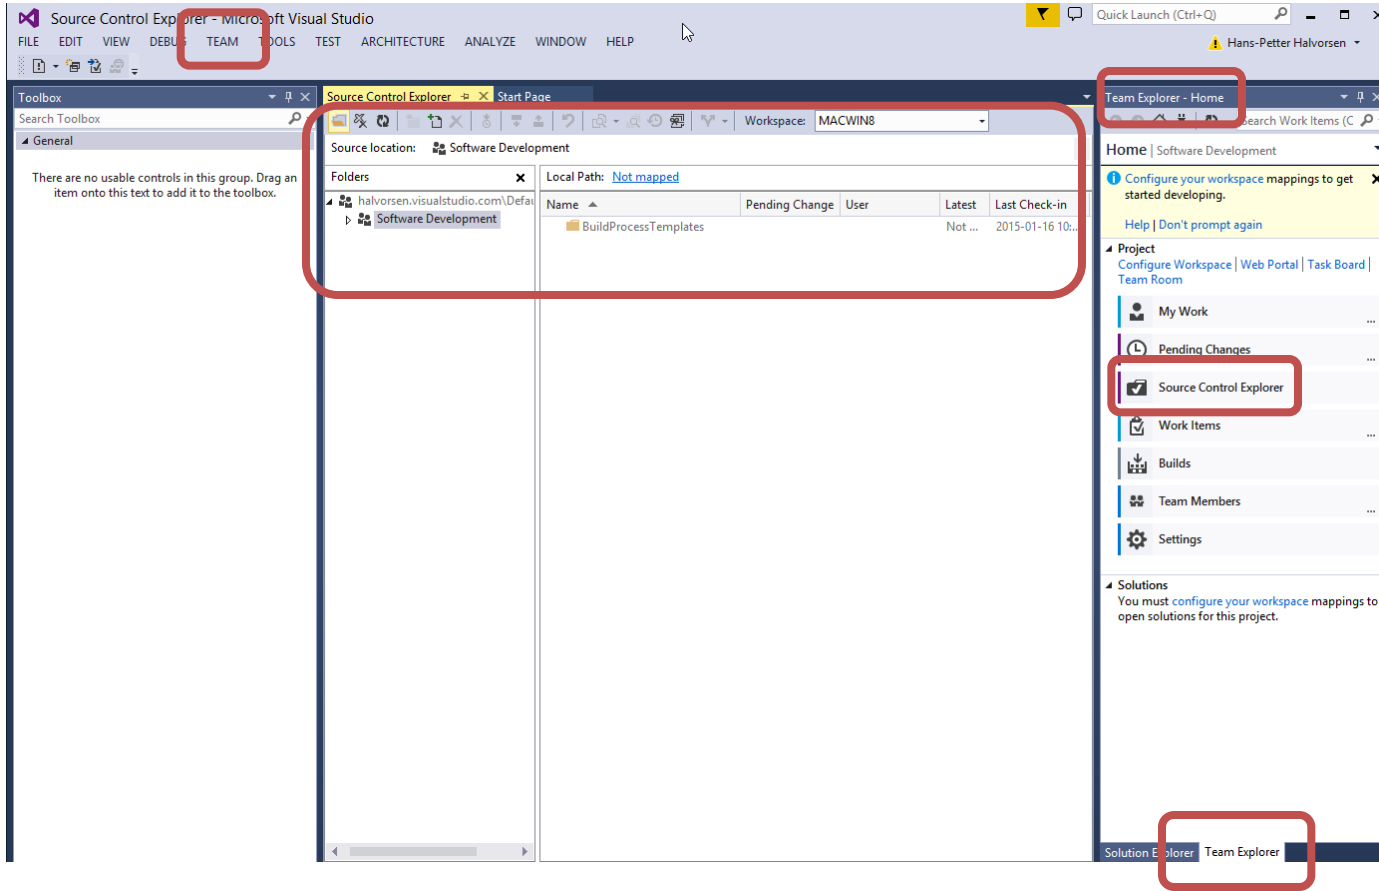 Source Control Explorer - Microsoft Visual Studio
Quick Launch (Ctrl+Q)
FILE EDIT VIEW DEBUG TEAM TOOLS TEST ARCHITECTURE ANALYZE WINDOW HELP
Hans-Petter Halvorsen
Toolbox
Search Toolbox
General
There are no usable controls in this group. Drag an
item onto this text to add it to the toolbox.
Source Control Explorer
Start Page
Workspace: MACWIN8
Source location: Software Development
Folders
halvorsen.visualstudio.com\Defau
Software Development
Local Path: Not mapped
Name Pending Change User Latest Last Check-in
BuildProcessTemplates Not ... 2015-01-16 10:...
Team Explorer - Home
Search Work Items (C
Home | Software Development
Configure your workspace mappings to get
started developing.
Help | Don't prompt again
Project
Configure Workspace | Web Portal | Task Board |
Team Room
My Work
...
Pending Changes
...
Source Control Explorer
Work Items
...
Builds
Team Members
...
Settings
Solutions
You must configure your workspace mappings to
open solutions for this project.
Solution Explorer Team Explorer